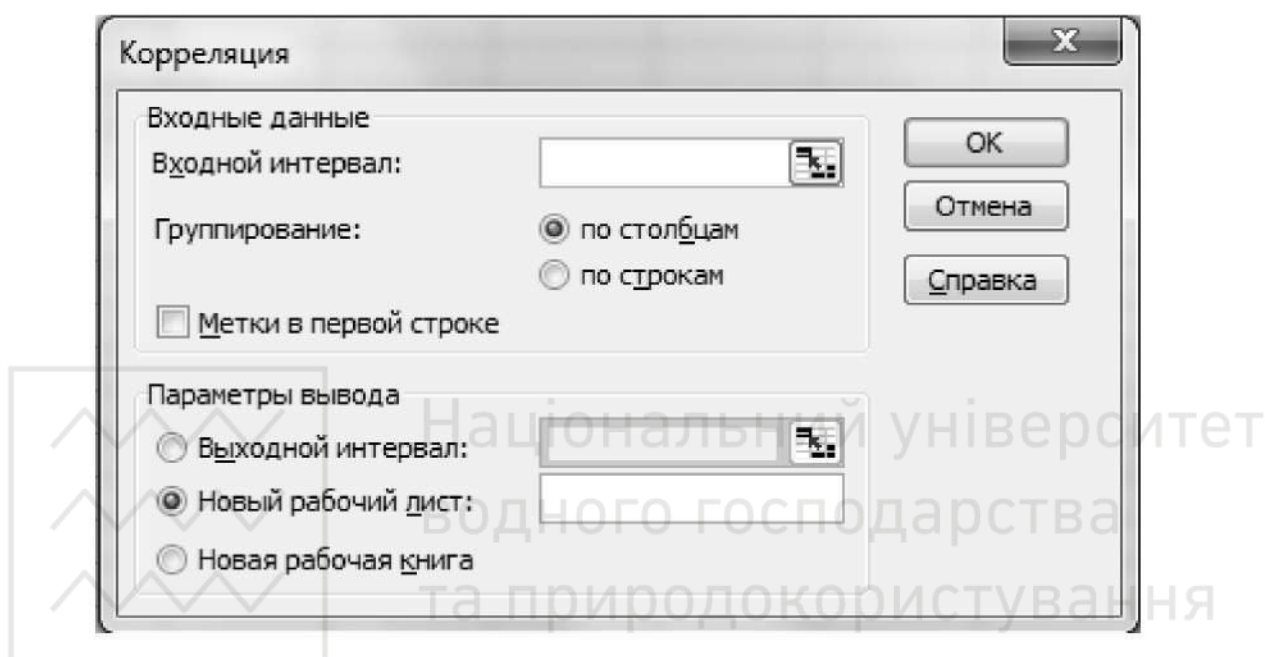 Корреляция
X
Входные данные
Входной интервал:
Группирование:
по столбцам
по строкам
Метки в первой строке
OK
Отмена
Справка
Параметры вывода
Выходной интервал:
Новый рабочий лист:
Новая рабочая книга
Національний університет
водного господарства
та природокористування